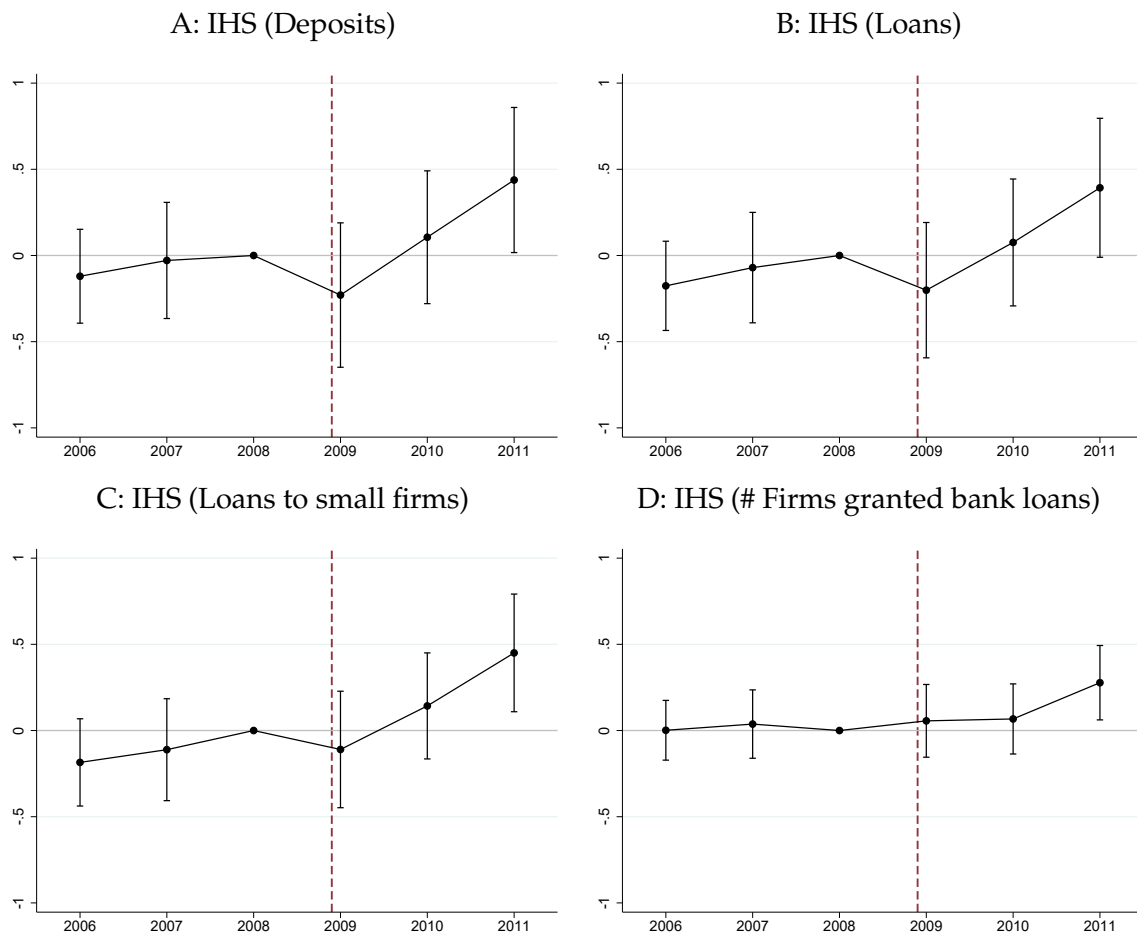 A: IHS (Deposits)
1
.5
0
-.5
-1
2006 2007 2008 2009 2010 2011
B: IHS (Loans)
1
.5
0
-.5
-1
2006 2007 2008 2009 2010 2011
C: IHS (Loans to small firms)
1
.5
0
-.5
-1
2006 2007 2008 2009 2010 2011
D: IHS (# Firms granted bank loans)
1
.5
0
-.5
-1
2006 2007 2008 2009 2010 2011